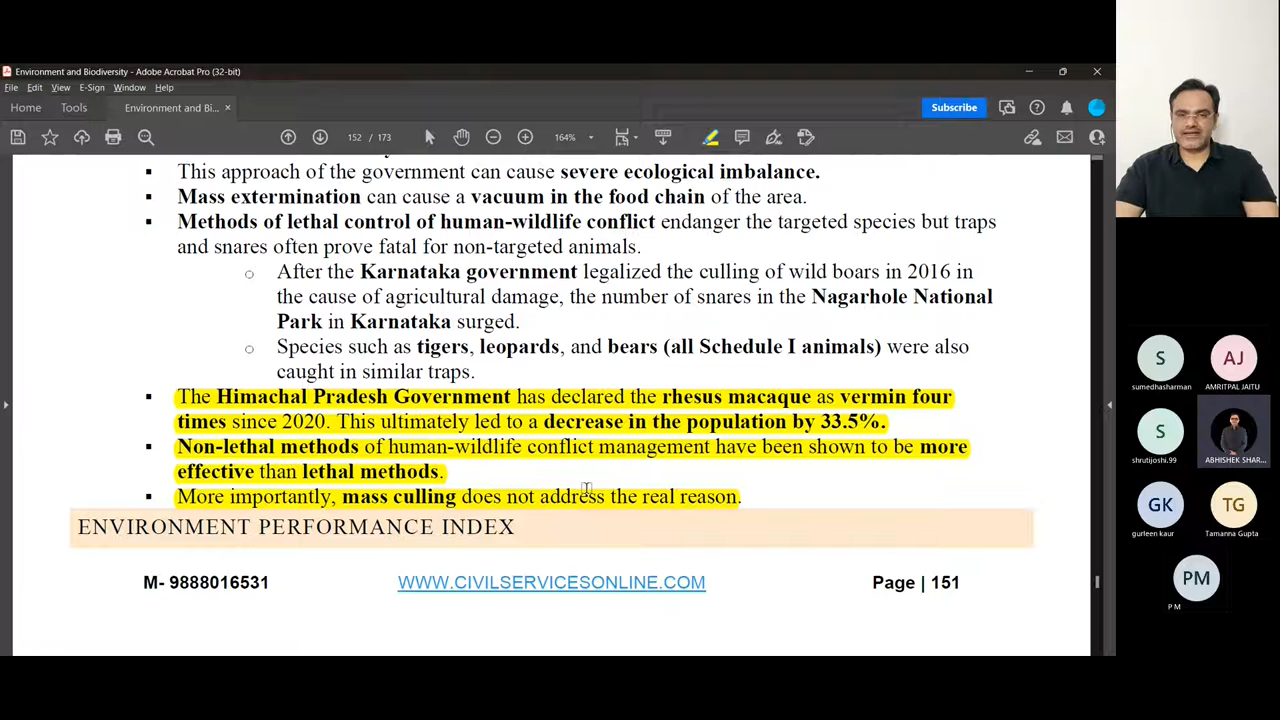 Environment and Biodiversity - Adobe Acrobat Pro (32-bit)
File Edit View E-Sign Window Help
Home Tools Environment and Bi... × Subscribe
152 / 173 164%
This approach of the government can cause severe ecological imbalance.
Mass extermination can cause a vacuum in the food chain of the area.
Methods of lethal control of human-wildlife conflict endanger the targeted species but traps
and snares often prove fatal for non-targeted animals.
After the Karnataka government legalized the culling of wild boars in 2016 in
the cause of agricultural damage, the number of snares in the Nagarhole National
Park in Karnataka surged.
Species such as tigers, leopards, and bears (all Schedule I animals) were also
caught in similar traps.
The Himachal Pradesh Government has declared the rhesus macaque as vermin four
times since 2020. This ultimately led to a decrease in the population by 33.5%.
Non-lethal methods of human-wildlife conflict management have been shown to be more
effective than lethal methods.
More importantly, mass culling does not address the real reason.
ENVIRONMENT PERFORMANCE INDEX
M- 9888016531 WWW.CIVILSERVICESONLINE.COM Page | 151
S AJ
sumedhasharman AMRITPAL JAITU
S
shrutijoshi.99 ABHISHEK SHAR...
GK TG
gurleen kaur Tamanna Gupta
PM
P M